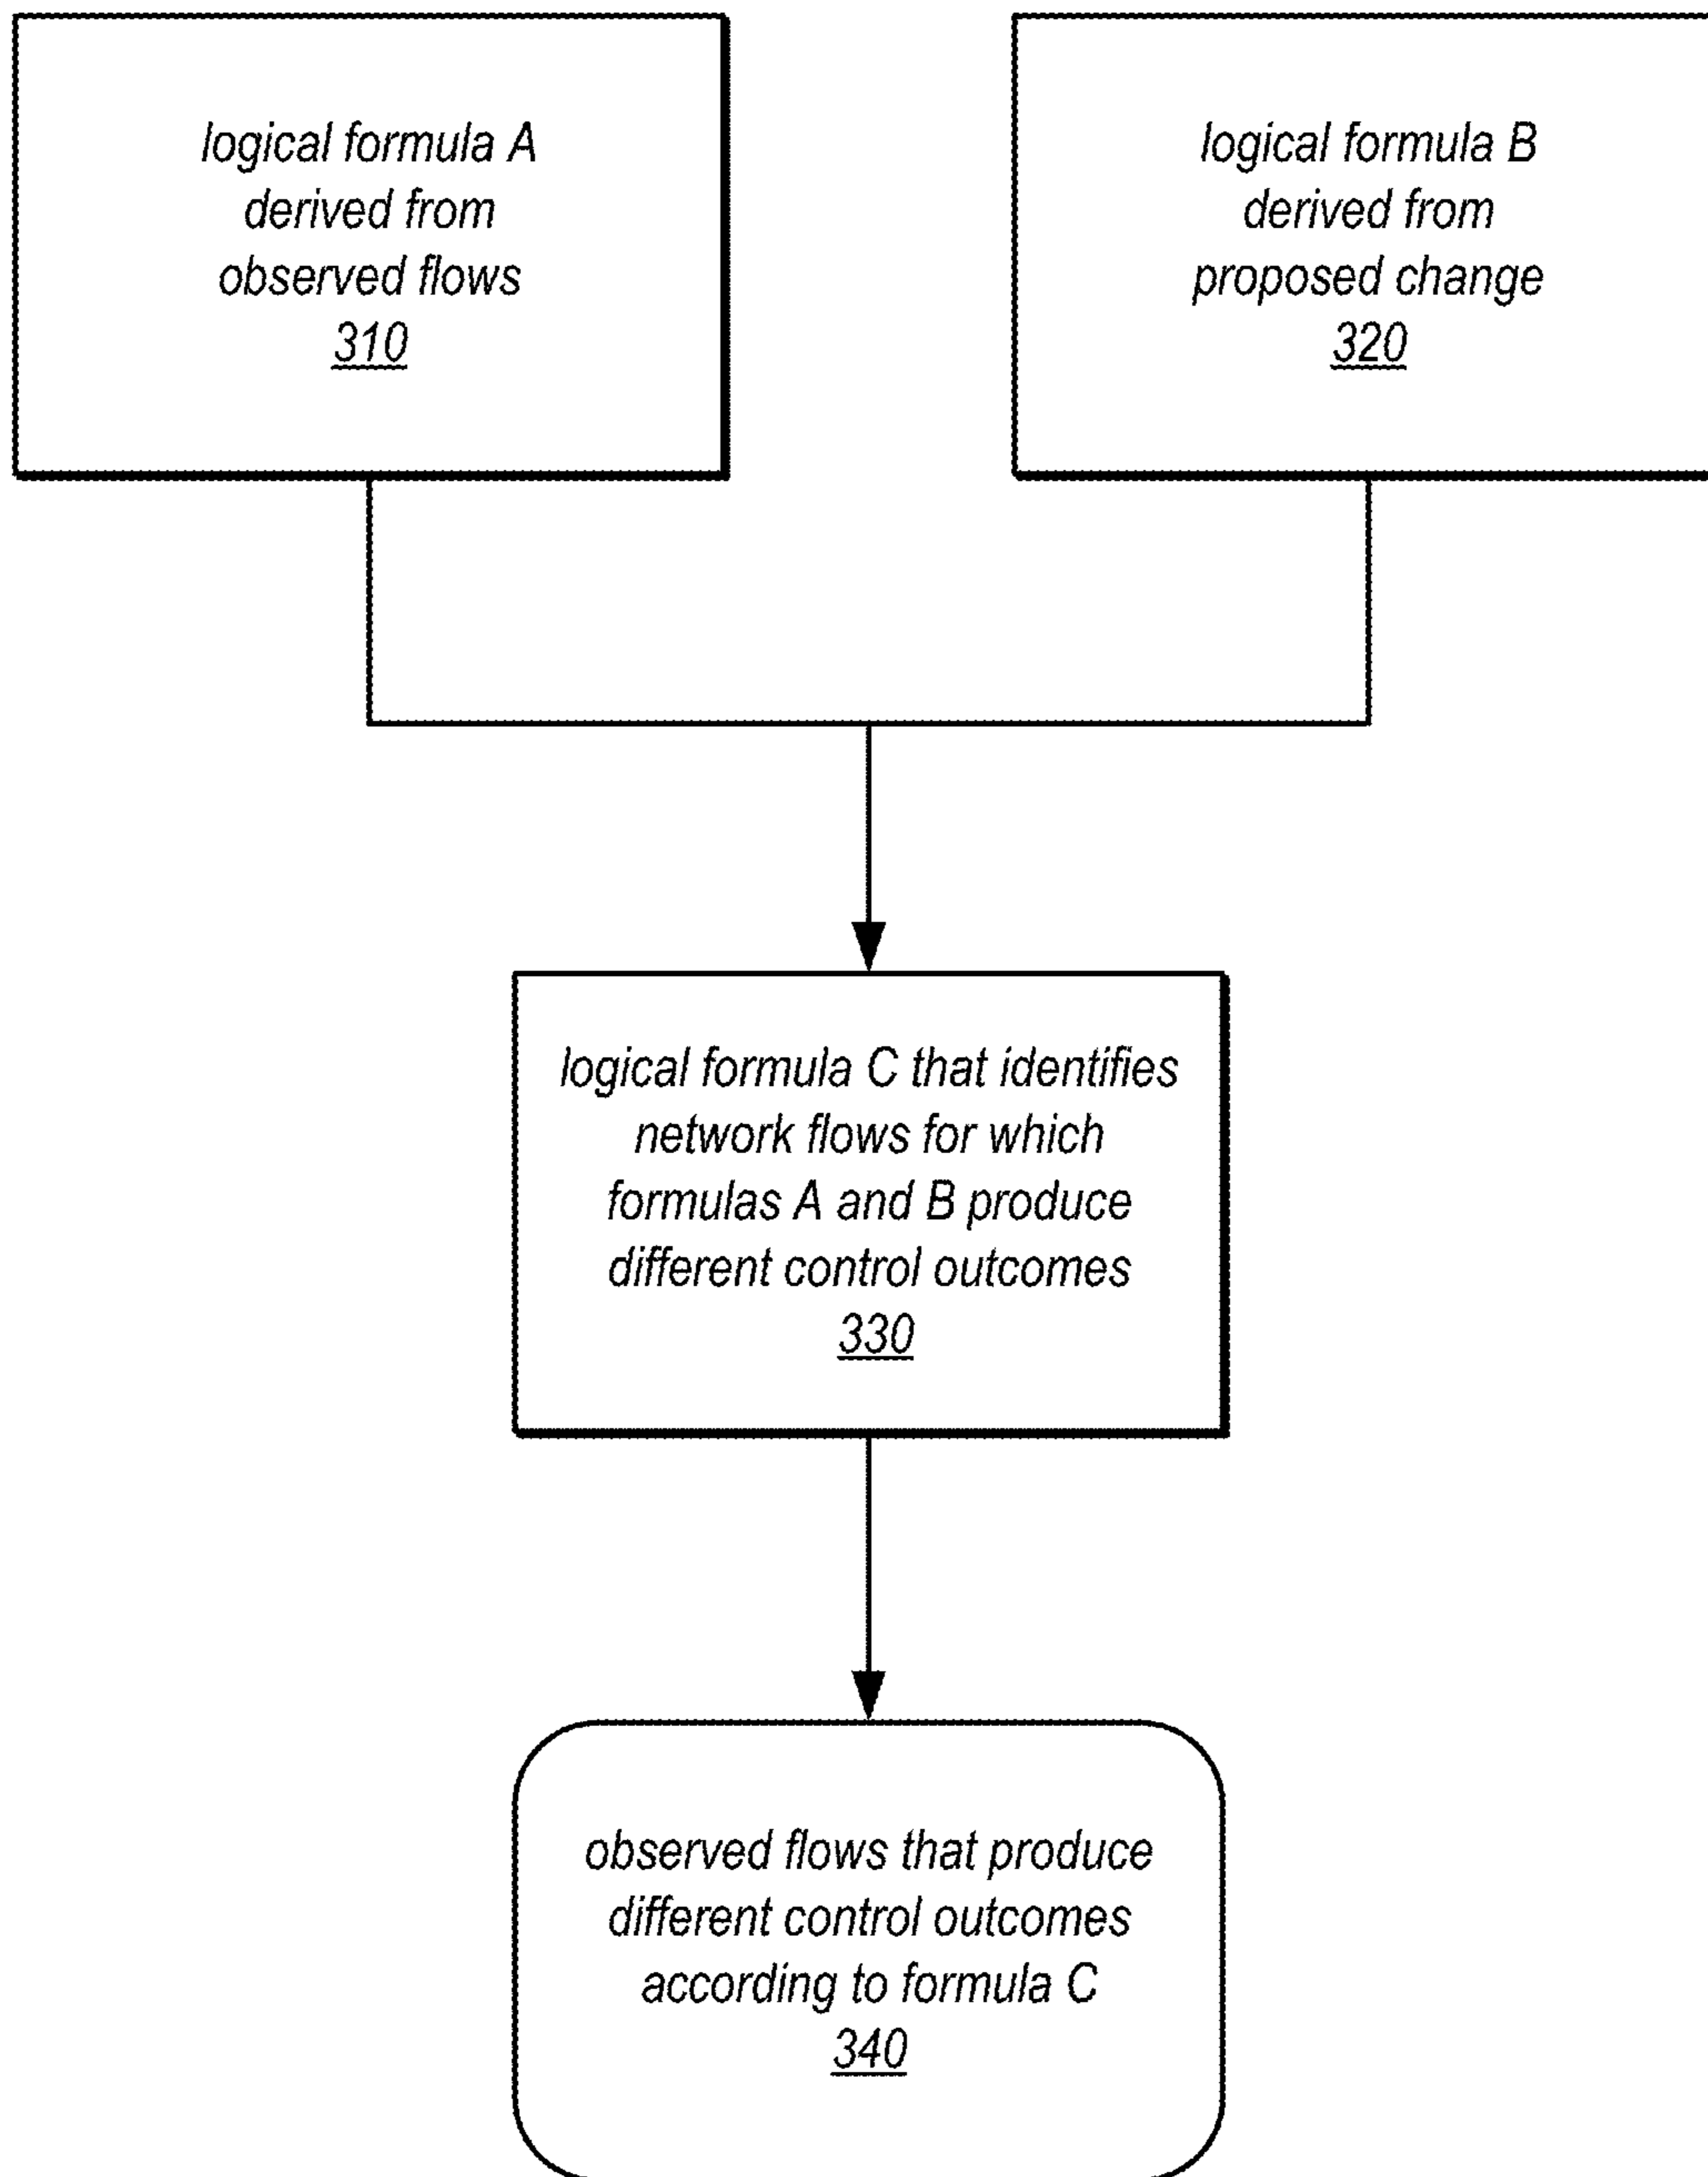 logical formula A
derived from
observed flows
310
logical formula B
derived from
proposed change
320
logical formula C that identifies
network flows for which
formulas A and B produce
different control outcomes
330
observed flows that produce
different control outcomes
according to formula C
340